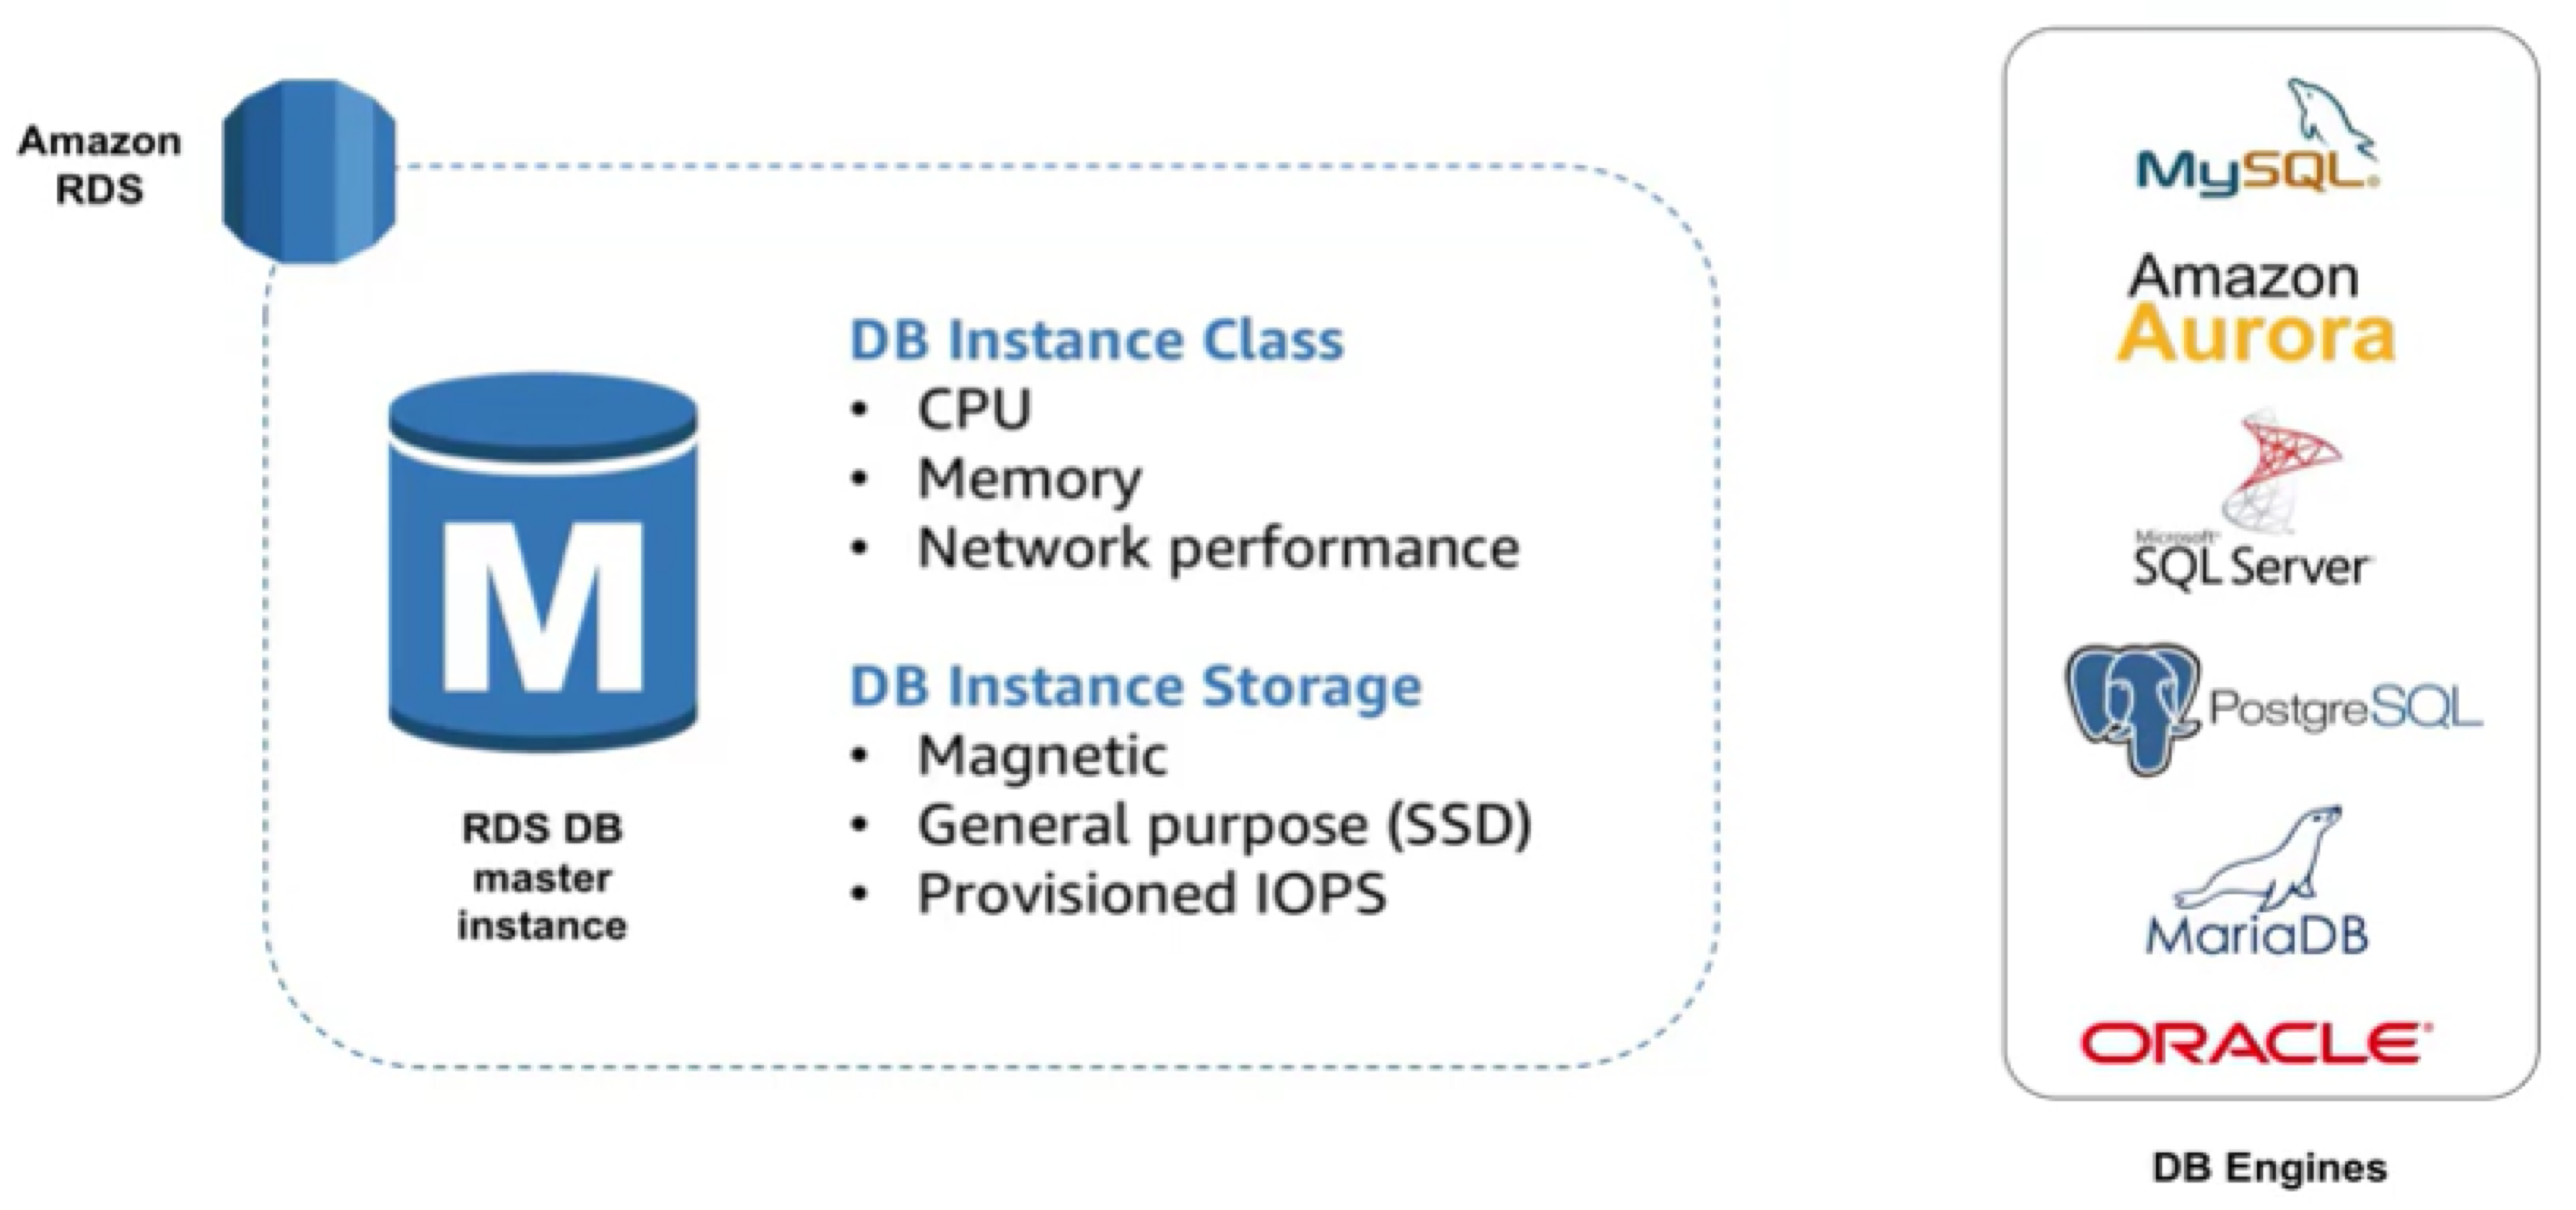 Amazon
RDS
M
RDS DB
master
instance
DB Instance Class
• CPU
• Memory
• Network performance
DB Instance Storage
• Magnetic
• General purpose (SSD)
• Provisioned IOPS
MySQL®
Amazon
Aurora
Microsoft®
SQL Server
PostgreSQL
MariaDB
ORACLE®
DB Engines